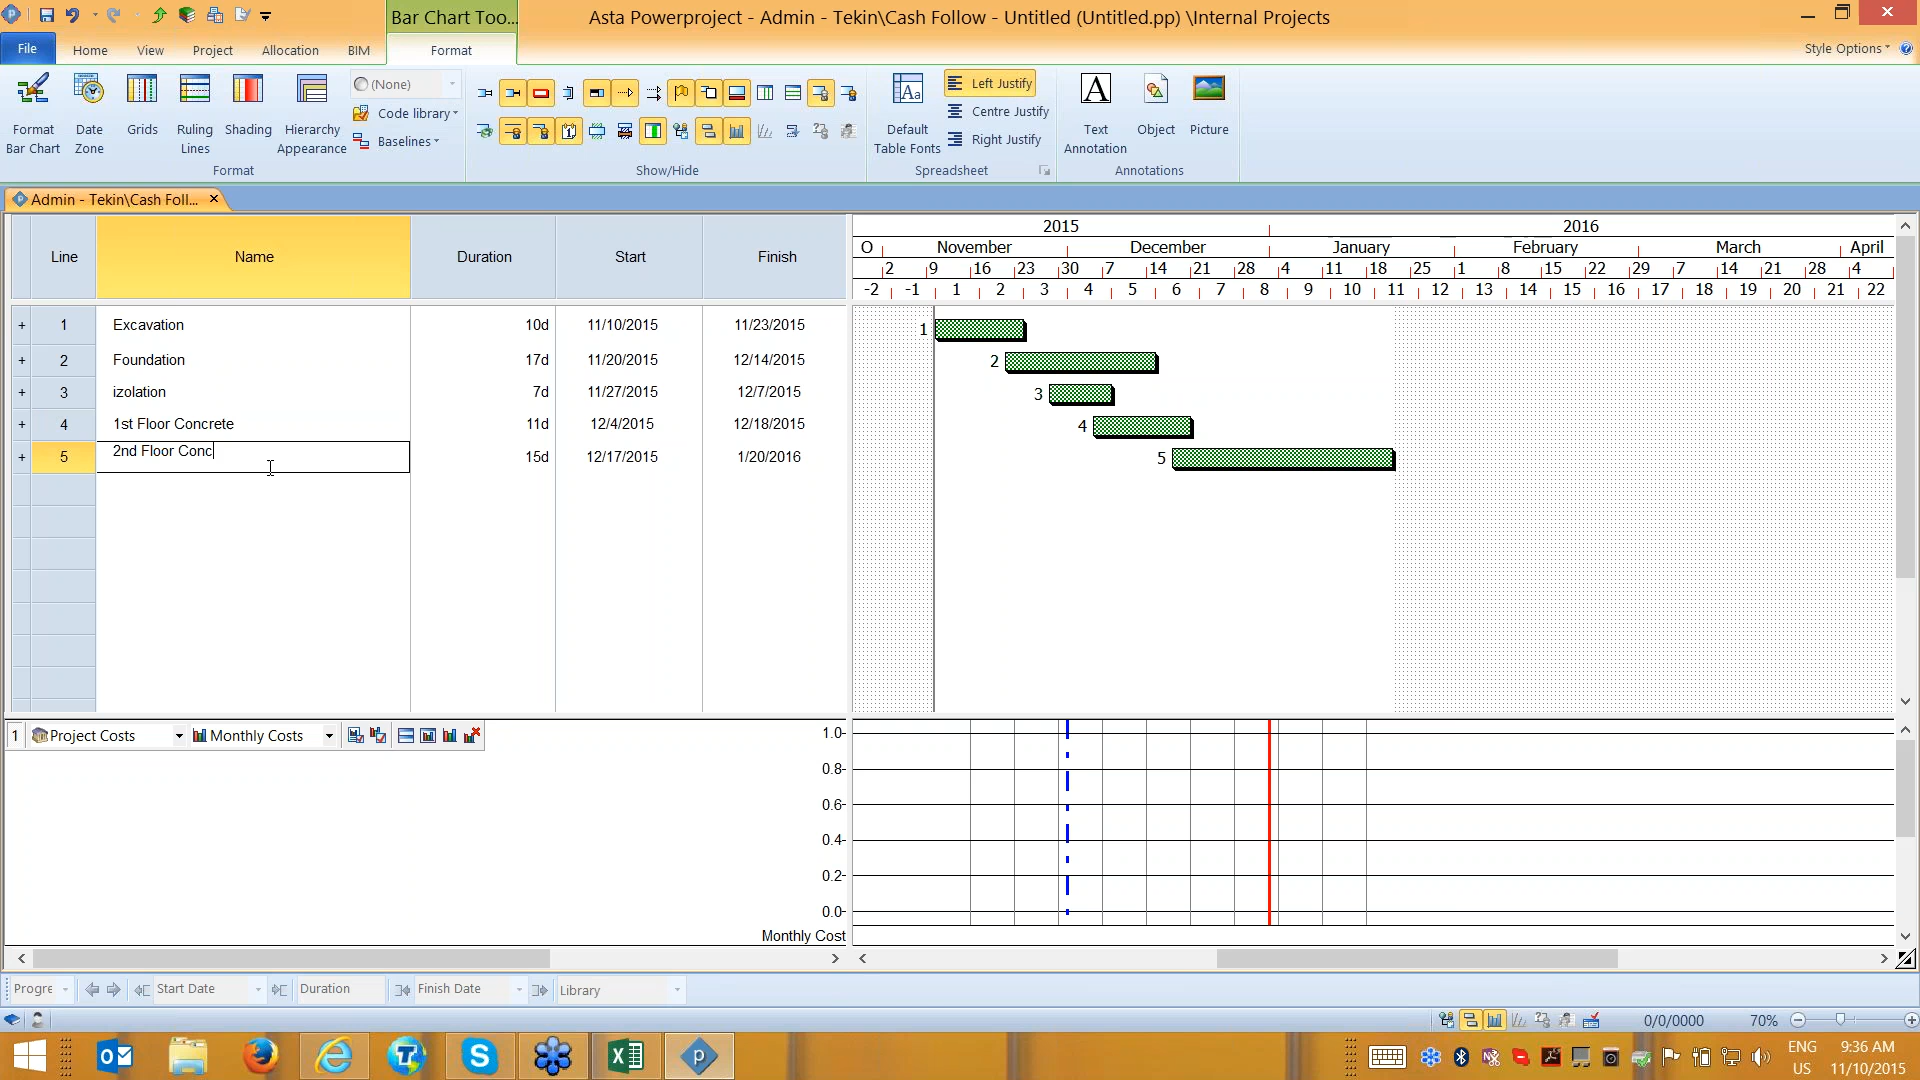 Bar Chart Too...
Asta Powerproject - Admin - Tekin\Cash Follow - Untitled (Untitled.pp) \Internal Projects
File Home View Project Allocation BIM Format
Style Options
(None)
Code library
Baselines
Format Bar Chart
Date Zone
Grids
Ruling Lines
Shading
Hierarchy Appearance
Default Table Fonts
Left Justify
Centre Justify
Right Justify
Text Annotation
Object
Picture
Format
Show/Hide
Spreadsheet
Annotations
Admin - Tekin\Cash Foll...
Line Name Duration Start Finish
2015 2016
O November December January February March April
2 9 16 23 30 7 14 21 28 4 11 18 25 1 8 15 22 29 7 14 21 28 4
-2 -1 1 2 3 4 5 6 7 8 9 10 11 12 13 14 15 16 17 18 19 20 21 22
+ 1 Excavation 10d 11/10/2015 11/23/2015 1
+ 2 Foundation 17d 11/20/2015 12/14/2015 2
+ 3 izolation 7d 11/27/2015 12/7/2015 3
+ 4 1st Floor Concrete 11d 12/4/2015 12/18/2015 4
+ 5 2nd Floor Conc 15d 12/17/2015 1/20/2016 5
1 Project Costs Monthly Costs
1.0
0.8
0.6
0.4
0.2
0.0
Monthly Cost
Progre Start Date Duration Finish Date Library
0/0/0000 70%
ENG US
9:36 AM
11/10/2015